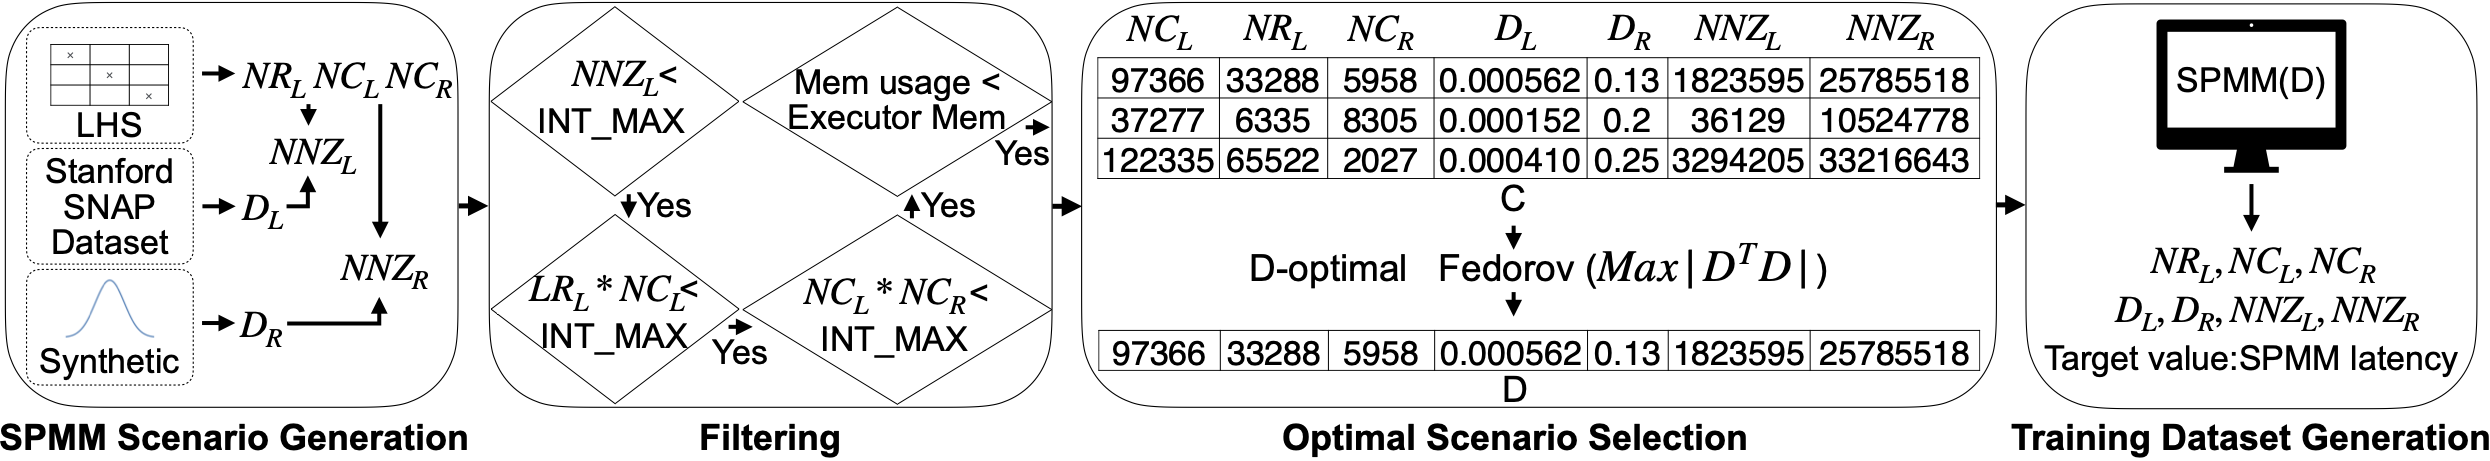 LHS
NR_L NC_L NC_R
NNZ_L
Stanford
SNAP
Dataset
D_L
NNZ_R
Synthetic
D_R
SPMM Scenario Generation
NNZ_L<
INT_MAX
Yes
LR_L * NC_L<
INT_MAX
Yes
NC_L * NC_R<
INT_MAX
Yes
Mem usage <
Executor Mem
Yes
Filtering
NC_L NR_L NC_R D_L D_R NNZ_L NNZ_R
97366 33288 5958 0.000562 0.13 1823595 25785518
37277 6335 8305 0.000152 0.2 36129 10524778
122335 65522 2027 0.000410 0.25 3294205 33216643
C
D-optimal Fedorov (Max|D^T D|)
97366 33288 5958 0.000562 0.13 1823595 25785518
D
Optimal Scenario Selection
SPMM(D)
NR_L, NC_L, NC_R
D_L, D_R, NNZ_L, NNZ_R
Target value:SPMM latency
Training Dataset Generation